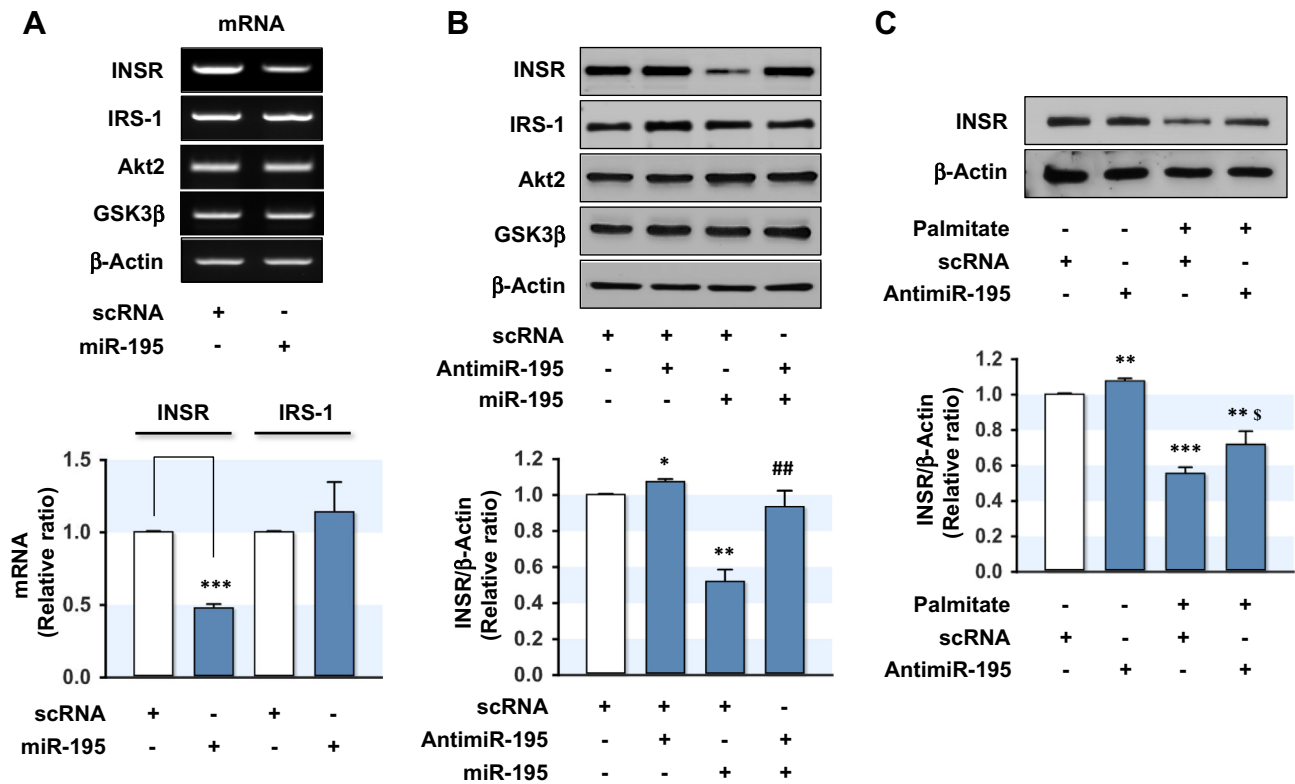 A
mRNA
INSR
IRS-1
Akt2
GSK3β
β-Actin
scRNA + -
miR-195 - +
INSR IRS-1
mRNA
(Relative ratio)
1.5
1.0
0.5
0.0
***
scRNA + - + -
miR-195 - + - +
B
INSR
IRS-1
Akt2
GSK3β
β-Actin
scRNA + + + -
AntimiR-195 - + - +
miR-195 - - + +
INSR/β-Actin
(Relative ratio)
1.2
1.0
0.8
0.6
0.4
0.2
0.0
* ** ##
scRNA + + + -
AntimiR-195 - + - +
miR-195 - - + +
C
INSR
β-Actin
Palmitate - - + +
scRNA + - + -
AntimiR-195 - + - +
INSR/β-Actin
(Relative ratio)
1.2
1.0
0.8
0.6
0.4
0.2
0.0
** *** ** $
Palmitate - - + +
scRNA + - + -
AntimiR-195 - + - +